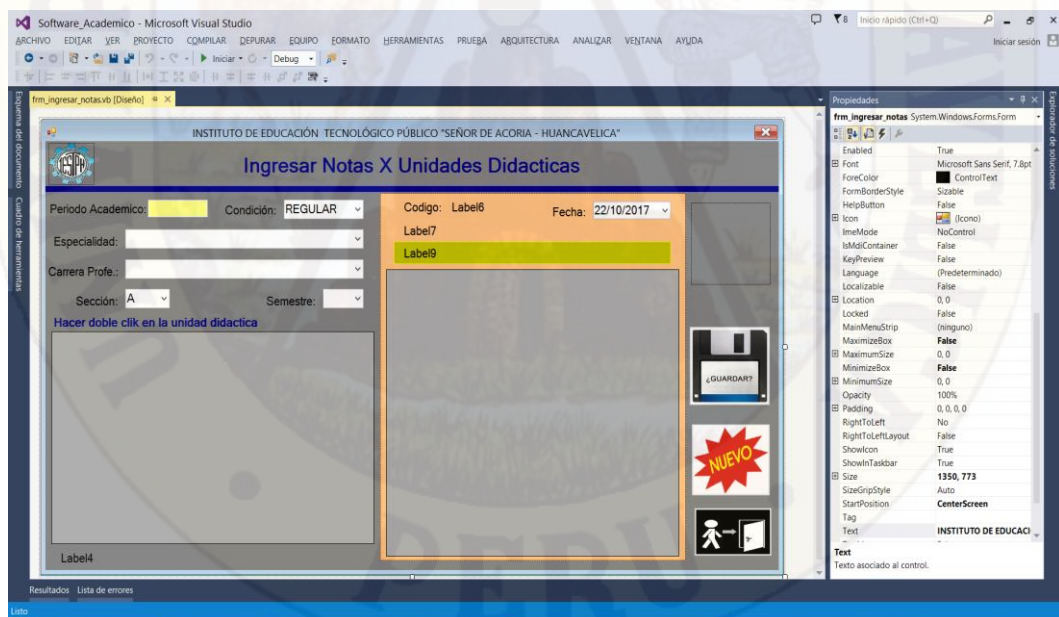 Software_Academico - Microsoft Visual Studio
8 Inicio rápido (Ctrl+Q)
ARCHIVO EDITAR VER PROYECTO COMPILAR DEPURAR EQUIPO FORMATO HERRAMIENTAS PRUEBA ARQUITECTURA ANALIZAR VENTANA AYUDA
Iniciar sesión
Iniciar Debug
Esquema del documento
Cuadro de herramientas
frm_ingresar_notas.vb [Diseño]
INSTITUTO DE EDUCACIÓN TECNOLÓGICO PÚBLICO "SEÑOR DE ACORIA - HUANCAVELICA"
Ingresar Notas X Unidades Didacticas
Periodo Academico:
Condición: REGULAR
Especialidad:
Carrera Profe.:
Sección: A
Semestre:
Hacer doble clik en la unidad didactica
Label4
Codigo: Label6
Fecha: 22/10/2017
Label7
Label9
¿GUARDAR?
NUEVO
Propiedades
frm_ingresar_notas System.Windows.Forms.Form
Enabled True
Font Microsoft Sans Serif, 7.8pt
ForeColor ControlText
FormBorderStyle Sizable
HelpButton False
Icon (Icono)
ImeMode NoControl
IsMdiContainer False
KeyPreview False
Language (Predeterminado)
Localizable False
Location 0, 0
Locked False
MainMenuStrip (ninguno)
MaximizeBox False
MaximumSize 0, 0
MinimizeBox False
MinimumSize 0, 0
Opacity 100%
Padding 0, 0, 0, 0
RightToLeft No
RightToLeftLayout False
ShowIcon True
ShowInTaskbar True
Size 1350, 773
SizeGripStyle Auto
StartPosition CenterScreen
Tag
Text INSTITUTO DE EDUCACI
Text
Texto asociado al control.
Explorador de soluciones
Resultados Lista de errores
Listo
PERU